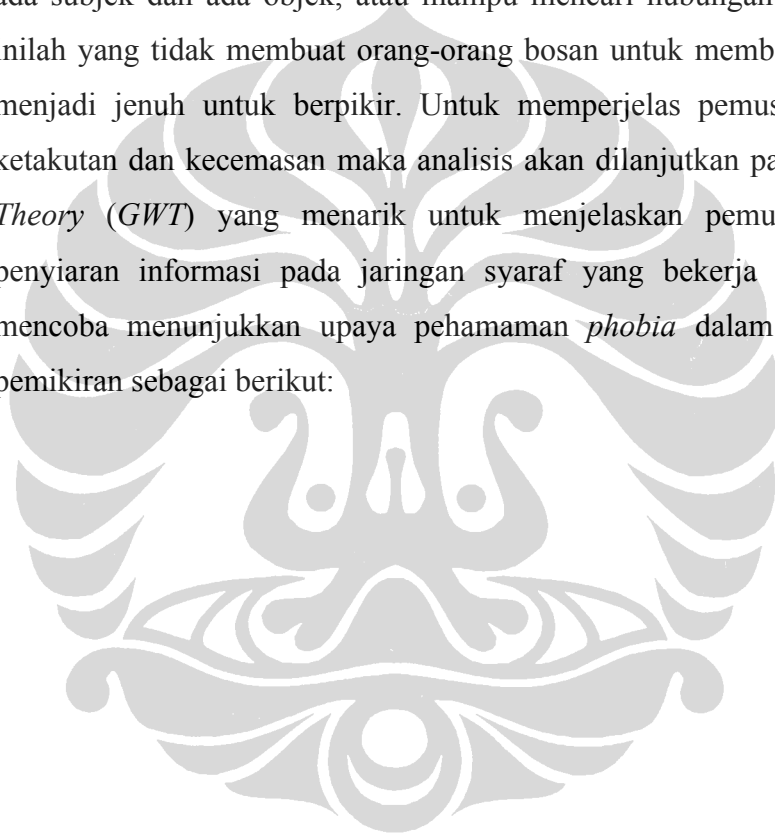 ada subjek dan ada objek, atau mampu mencari hubungan
inilah yang tidak membuat orang-orang bosan untuk memb
menjadi jenuh untuk berpikir. Untuk memperjelas pemus
ketakutan dan kecemasan maka analisis akan dilanjutkan pa
Theory (GWT) yang menarik untuk menjelaskan pemu
penyiaran informasi pada jaringan syaraf yang bekerja
mencoba menunjukkan upaya pehamaman phobia dalam
pemikiran sebagai berikut: